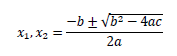 x₁, x₂ = (-b ± √(b² - 4ac)) / 2a